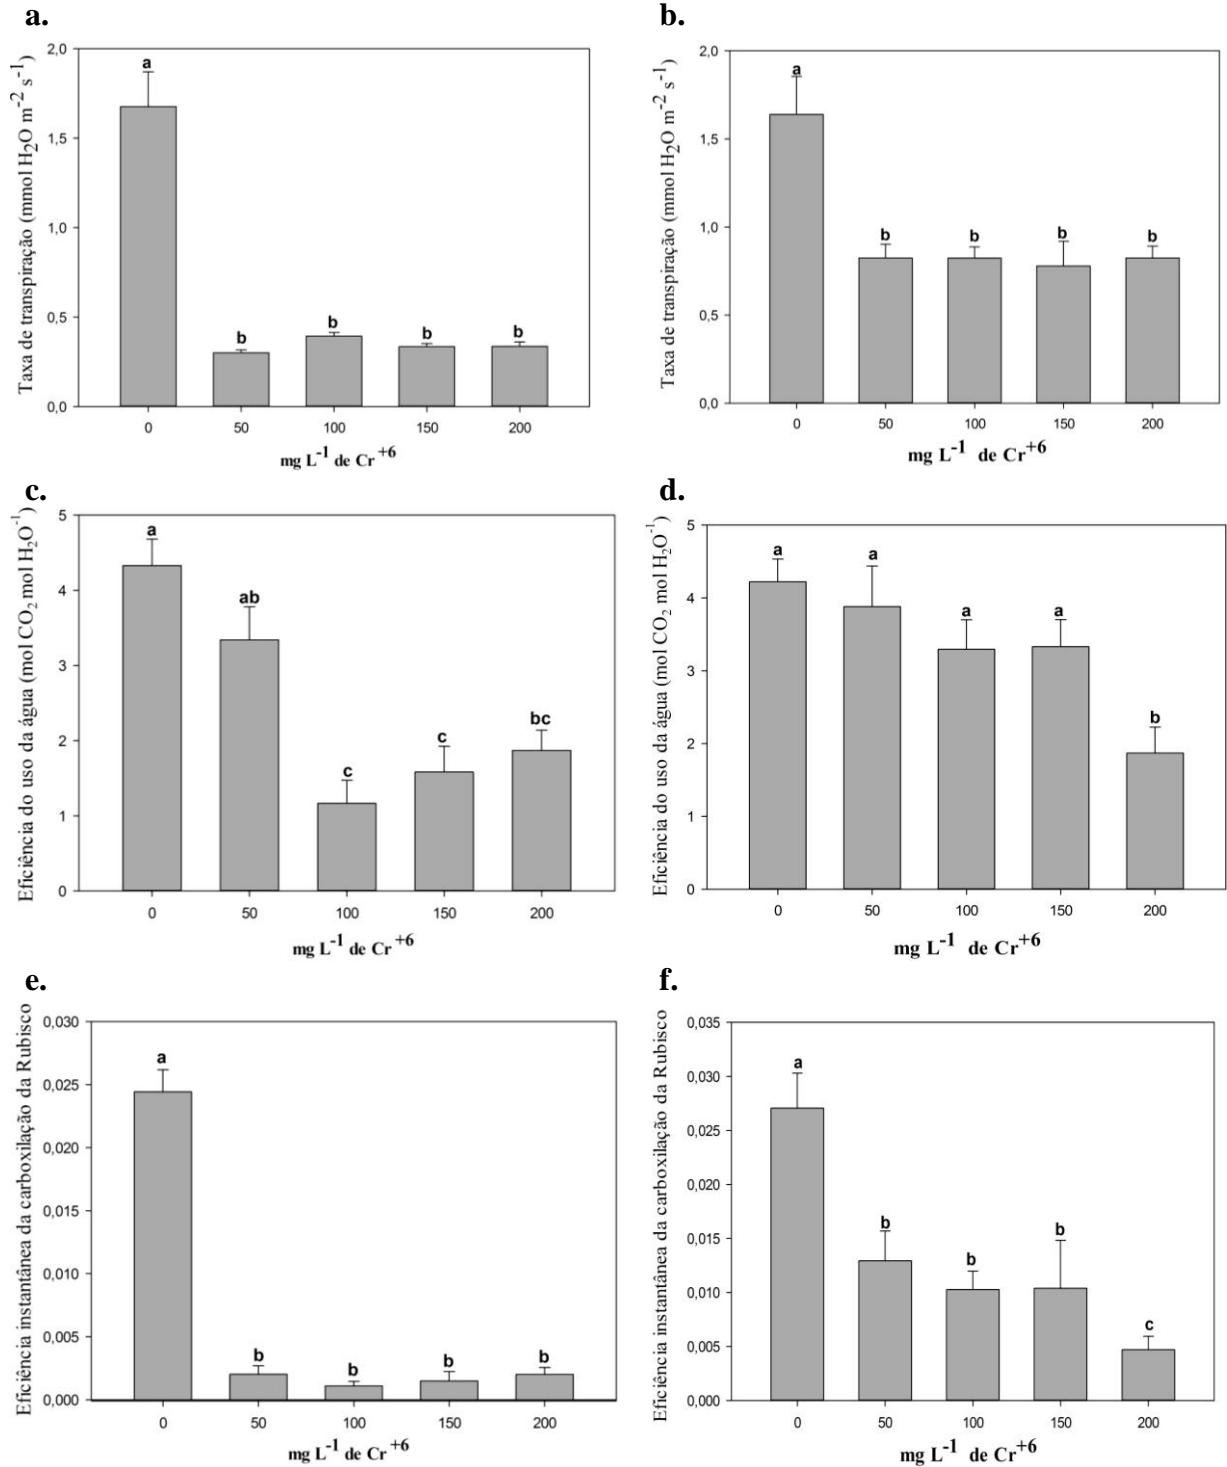 a.
Taxa de transpiração (mmol H2O m-2 s-1)
2,0
1,5
1,0
0,5
0,0
a
b
b
b
b
0 50 100 150 200
mg L-1 de Cr+6
b.
Taxa de transpiração (mmol H2O m-2 s-1)
2,0
1,5
1,0
0,5
0,0
a
b
b
b
b
0 50 100 150 200
mg L-1 de Cr+6
c.
Eficiência do uso da água (mol CO2 mol H2O-1)
5
4
3
2
1
0
a
ab
c
c
bc
0 50 100 150 200
mg L-1 de Cr+6
d.
Eficiência do uso da água (mol CO2 mol H2O-1)
5
4
3
2
1
0
a
a
a
a
b
0 50 100 150 200
mg L-1 de Cr+6
e.
Eficiência instantânea da carboxilação da Rubisco
0,030
0,025
0,020
0,015
0,010
0,005
0,000
a
b
b
b
b
0 50 100 150 200
mg L-1 de Cr+6
f.
Eficiência instantânea da carboxilação da Rubisco
0,035
0,030
0,025
0,020
0,015
0,010
0,005
0,000
a
b
b
b
c
0 50 100 150 200
mg L-1 de Cr+6